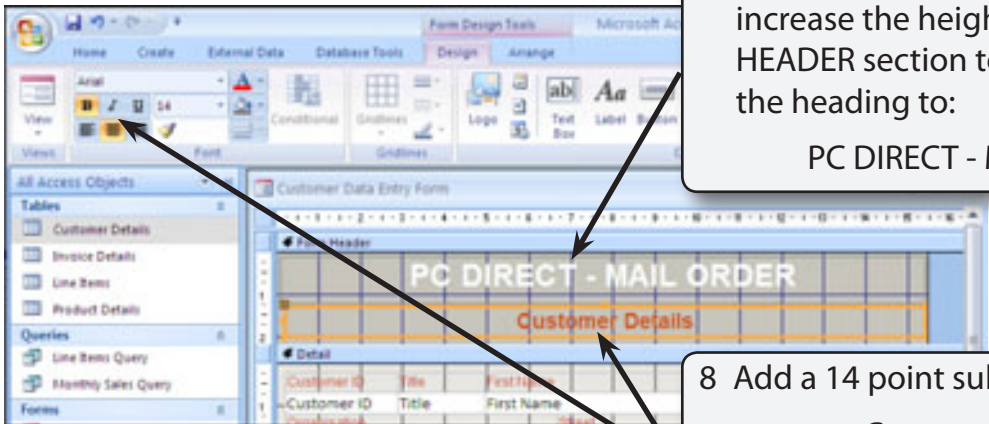 Form Design Tools
Microsoft Ac
Home Create External Data Database Tools Design Arrange
Arial
B I U 14
View
Conditional
Gridlines
Logo
ab|
Text Box
Aa
Label
Button
Views
Font
Gridlines
increase the heigh
HEADER section t
the heading to:
PC DIRECT -
All Access Objects
Tables
Customer Details
Invoice Details
Line Items
Product Details
Queries
Line Items Query
Monthly Sales Query
Forms
Customer Data Entry Form
Form Header
PC DIRECT - MAIL ORDER
Customer Details
Detail
Customer ID Title First Name
Customer ID Title First Name
8 Add a 14 point su